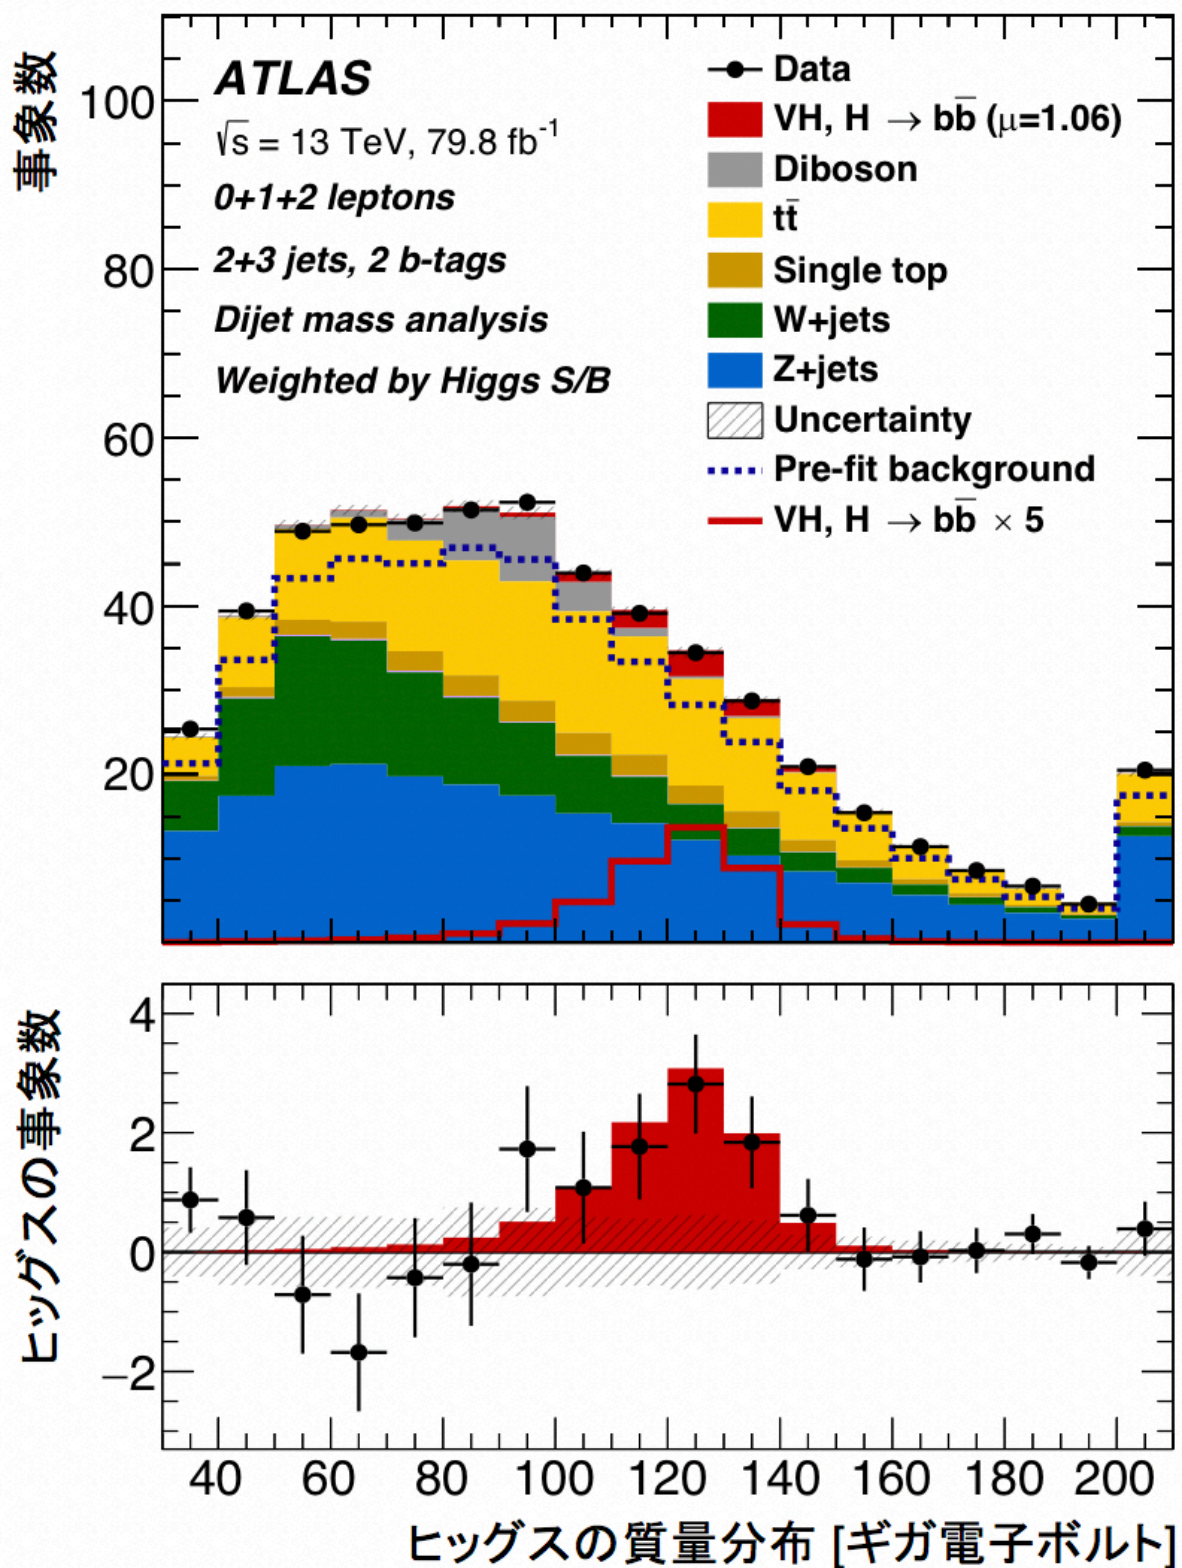 事象数
100
80
60
40
20
ATLAS
√s = 13 TeV, 79.8 fb⁻¹
0+1+2 leptons
2+3 jets, 2 b-tags
Dijet mass analysis
Weighted by Higgs S/B
Data
VH, H → bb̄ (μ=1.06)
Diboson
tt̄
Single top
W+jets
Z+jets
Uncertainty
Pre-fit background
VH, H → bb̄ × 5
ヒッグスの事象数
4
2
0
−2
40 60 80 100 120 140 160 180 200
ヒッグスの質量分布 [ギガ電子ボルト]